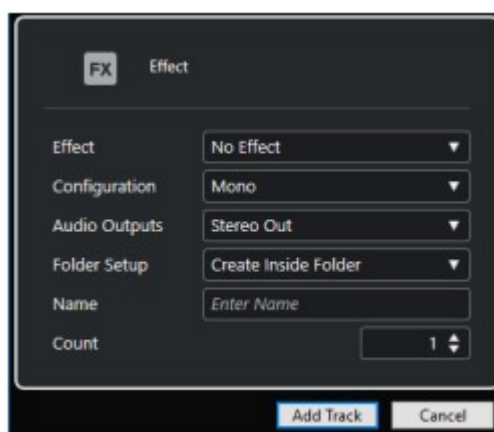 FX Effect
Effect No Effect
Configuration Mono
Audio Outputs Stereo Out
Folder Setup Create Inside Folder
Name Enter Name
Count 1
Add Track Cancel